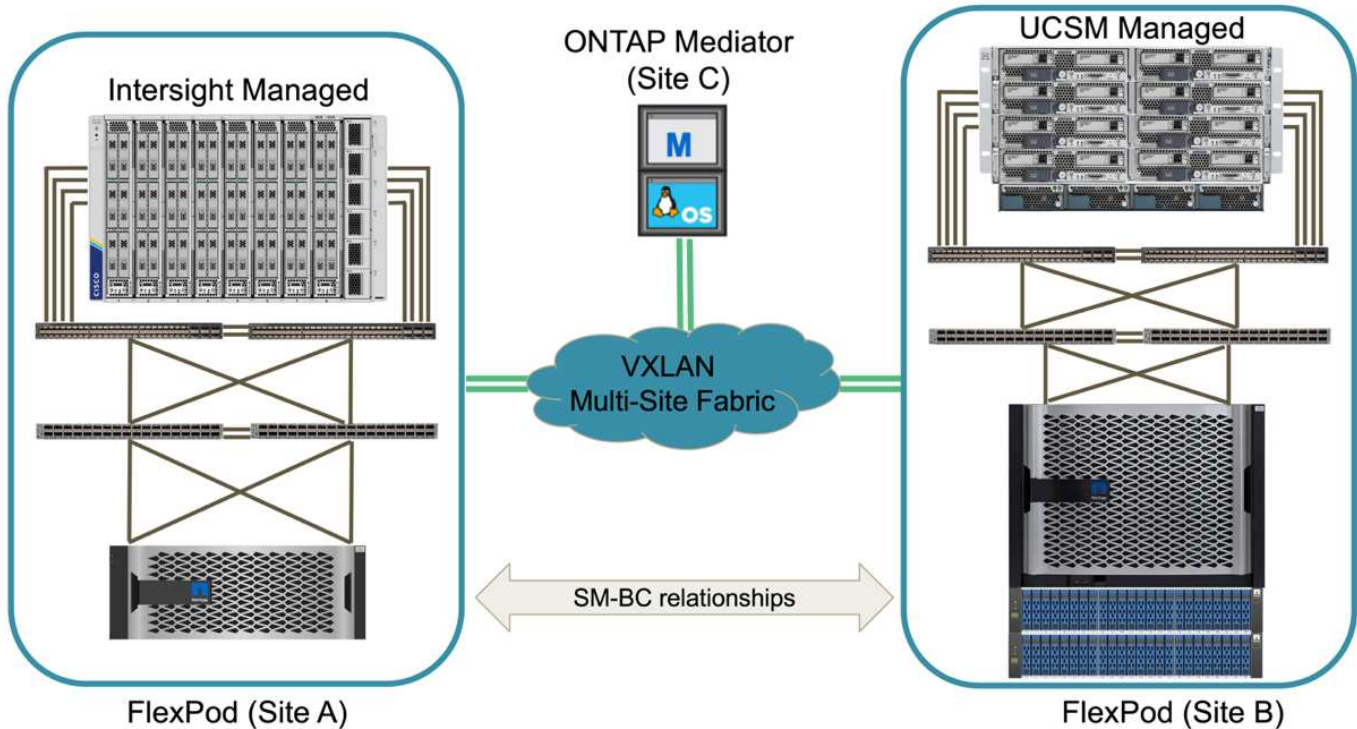 Intersight Managed
ONTAP Mediator
(Site C)
UCSM Managed
M
OS
CISCO
VXLAN
Multi-Site Fabric
SM-BC relationships
FlexPod (Site A)
FlexPod (Site B)